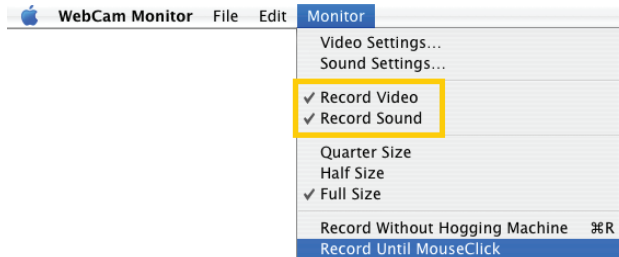 WebCam Monitor File Edit Monitor
Video Settings...
Sound Settings...
✓ Record Video
✓ Record Sound
Quarter Size
Half Size
✓ Full Size
Record Without Hogging Machine ⌘R
Record Until MouseClick